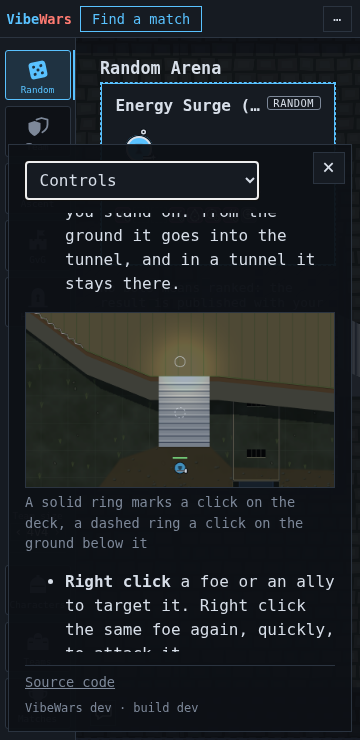 VibeWars
Find a match
…
Random
Random Arena
Energy Surge (…
RANDOM
Controls
×
ground it goes into the
tunnel, and in a tunnel it
stays there.
A solid ring marks a click on the
deck, a dashed ring a click on the
ground below it
• Right click a foe or an ally
to target it. Right click
the same foe again, quickly,
to attack it
Source code
VibeWars dev · build dev